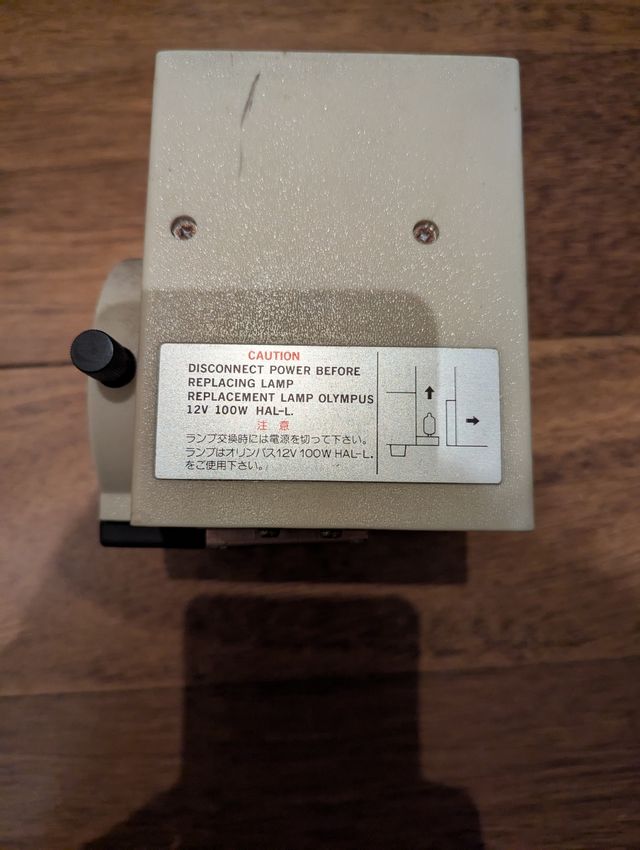 CAUTION
DISCONNECT POWER BEFORE
REPLACING LAMP
REPLACEMENT LAMP OLYMPUS
12V 100W HAL-L.
注意
ランプ交換時には電源を切って下さい。
ランプはオリンパス12V 100W HAL-L.
をご使用下さい。